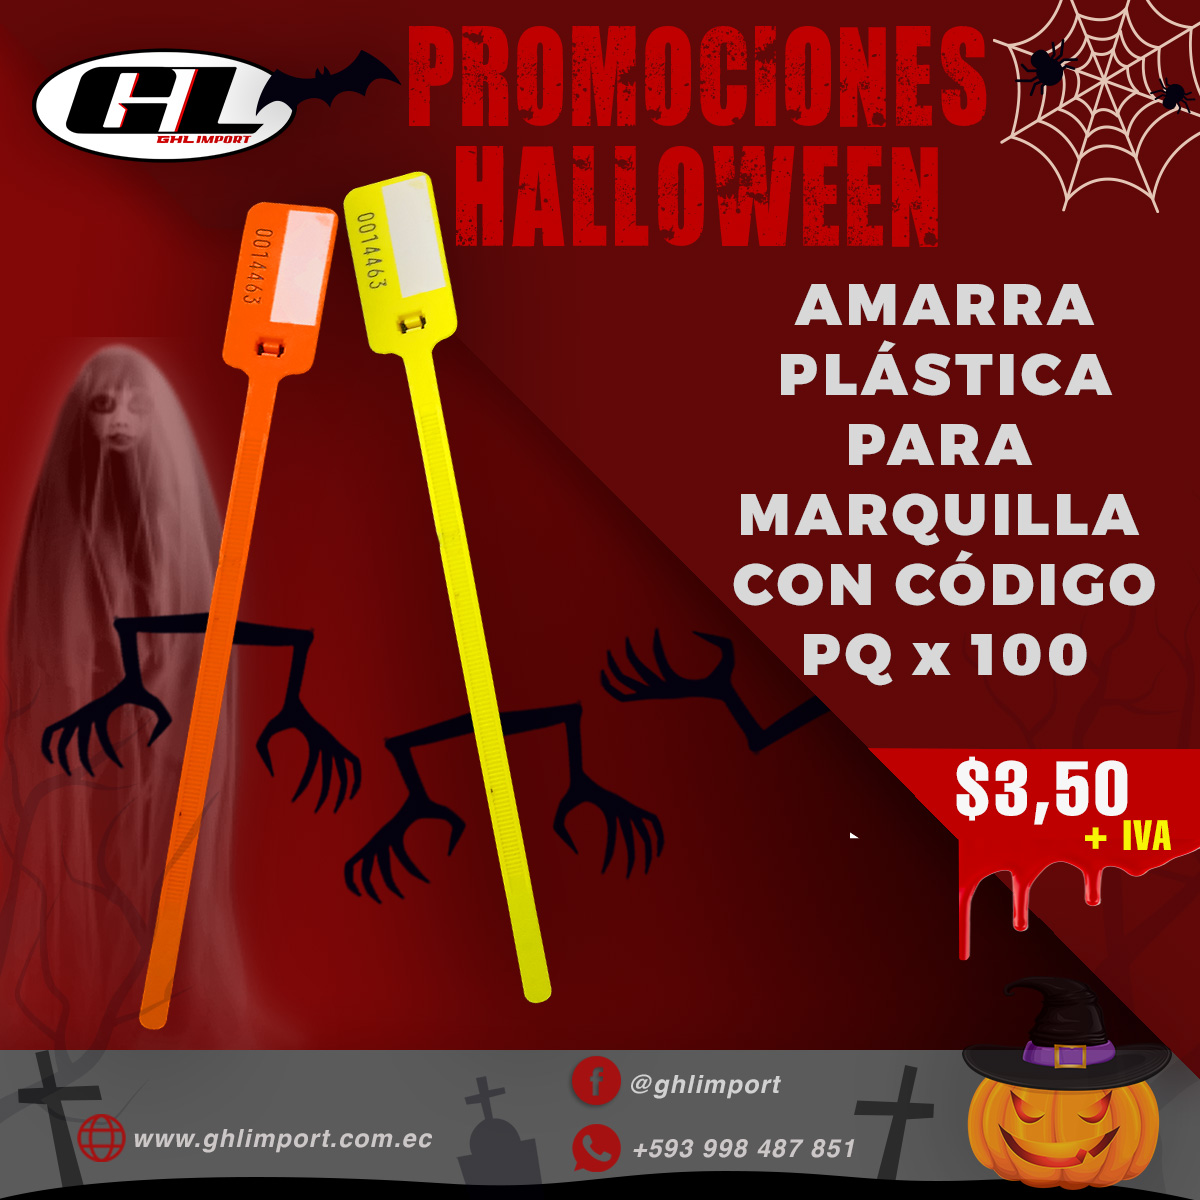 GHL
GHL IMPORT
PROMOCIONES
HALLOWEEN
0014463
0014463
AMARRA
PLÁSTICA
PARA
MARQUILLA
CON CÓDIGO
PQ x 100
$3,50
+ IVA
@ghlimport
www.ghlimport.com.ec
+593 998 487 851